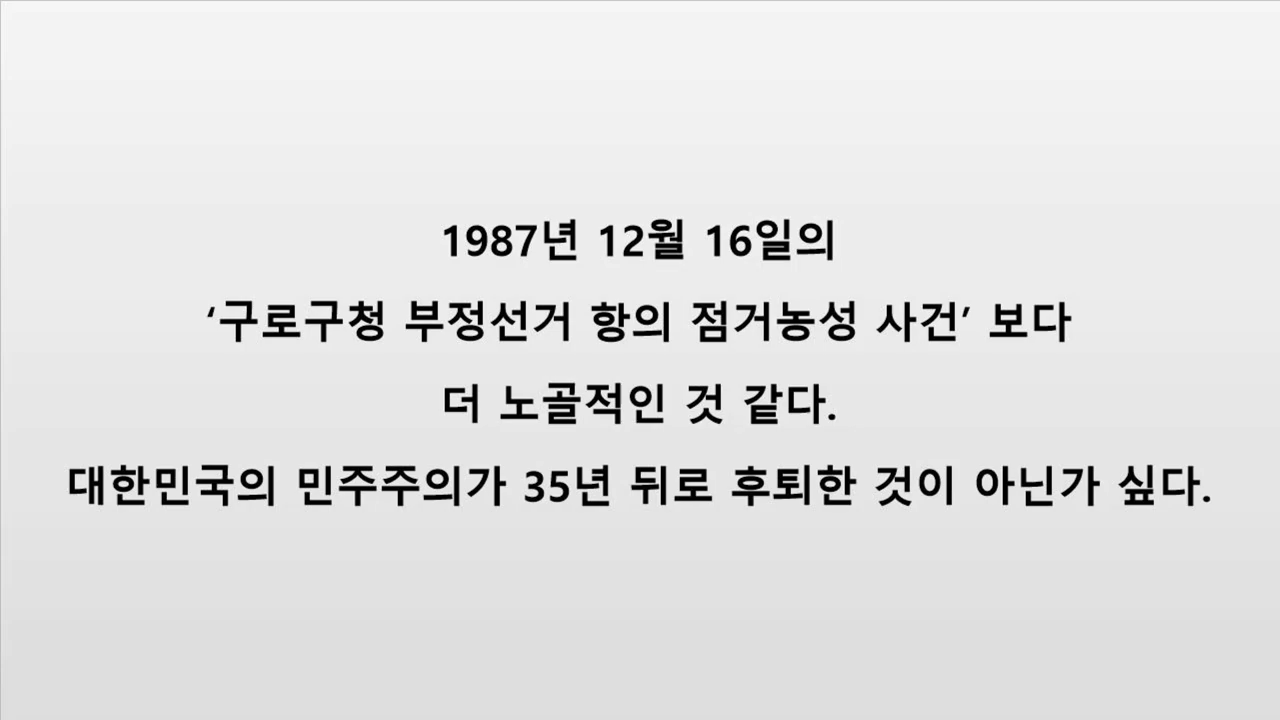 1987년 12월 16일의
‘구로구청 부정선거 항의 점거농성 사건’ 보다
더 노골적인 것 같다.
대한민국의 민주주의가 35년 뒤로 후퇴한 것이 아닌가 싶다.